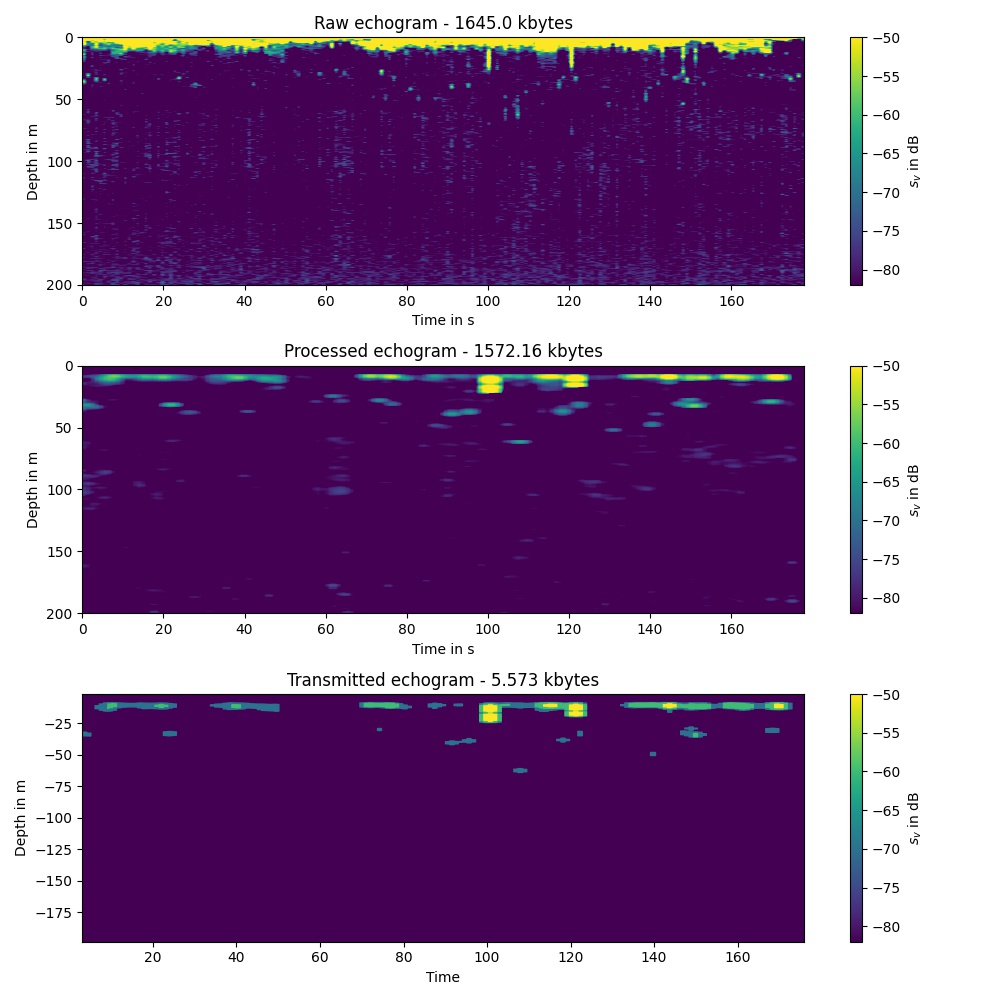 Raw echogram - 1645.0 kbytes
0
50
100
150
200
Depth in m
0 20 40 60 80 100 120 140 160
Time in s
−50
−55
−60
−65
−70
−75
−80
sv in dB
Processed echogram - 1572.16 kbytes
0
50
100
150
200
Depth in m
0 20 40 60 80 100 120 140 160
Time in s
−50
−55
−60
−65
−70
−75
−80
sv in dB
Transmitted echogram - 5.573 kbytes
−25
−50
−75
−100
−125
−150
−175
Depth in m
20 40 60 80 100 120 140 160
Time
−50
−55
−60
−65
−70
−75
−80
sv in dB